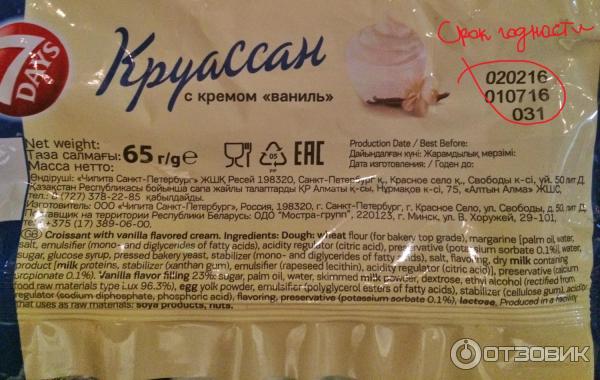 7 DAYS
Круассан
с кремом «ваниль»
Срок годности
020216
010716
031
Net weight:
Таза салмағы: 65 г/g ℮
Масса нетто:
05
PP
EAC
Production Date / Best Before:
Дайындалған күні: Жарамдылық мерзімі:
Дата изготовления: / Годен до:
Өндіруші: «Чипита Санкт-Петербург» ЖШҚ Ресей 198320, Санкт-Петербург қ., Красное село қ., Свободы к-сі, үй. 50 лит Д.
Қазақстан Республикасы бойынша сапа жайлы талаптарды ҚР Алматы қ-сы, Нұрмаков к-сі, 75, «Алтын Алма» ЖШС
т. 8 (727) 378-22-85 қабылдайды.
Изготовитель: ООО «Чипита Санкт-Петербург», Россия, 198320, г. Санкт-Петербург, г. Красное Село, ул. Свободы, д. 50 лит Д.
Поставщик на территории Республики Беларусь: ОДО "Мостра-групп", 220123, г. Минск, ул. В. Хоружей, 29-101,
+375 (17) 389-06-00.
GB Croissant with vanilla flavored cream. Ingredients: Dough: wheat flour (for bakery top grade), margarine [palm oil, water,
salt, emulsifier (mono- and diglycerides of fatty acids), acidity regulator (citric acid), preservative (potassium sorbate 0.1%)], water,
sugar, glucose syrup, pressed bakery yeast, stabilizer (mono- and diglycerides of fatty acids), salt, flavoring, dry milk containing
product [milk product, stabilizer, emulsifier (rapeseed lecithin), acidity regulator (citric acid)], preservative (calcium
propionate 0.1%). Vanilla flavor filling 23%: sugar, palm oil, water, skimmed milk powder, dextrose, ethyl alcohol (rectified from
food raw materials type Lux 96.3%), egg yolk powder, emulsifier (polyglycerol esters of fatty acids), stabilizer (cellulose gum), acidity
regulator (sodium diphosphate, phosphoric acid), flavoring, preservative (potassium sorbate 0.1%), lactose. Produced in a facility
that uses as raw materials: soya products, nuts.
ОТЗОВИК